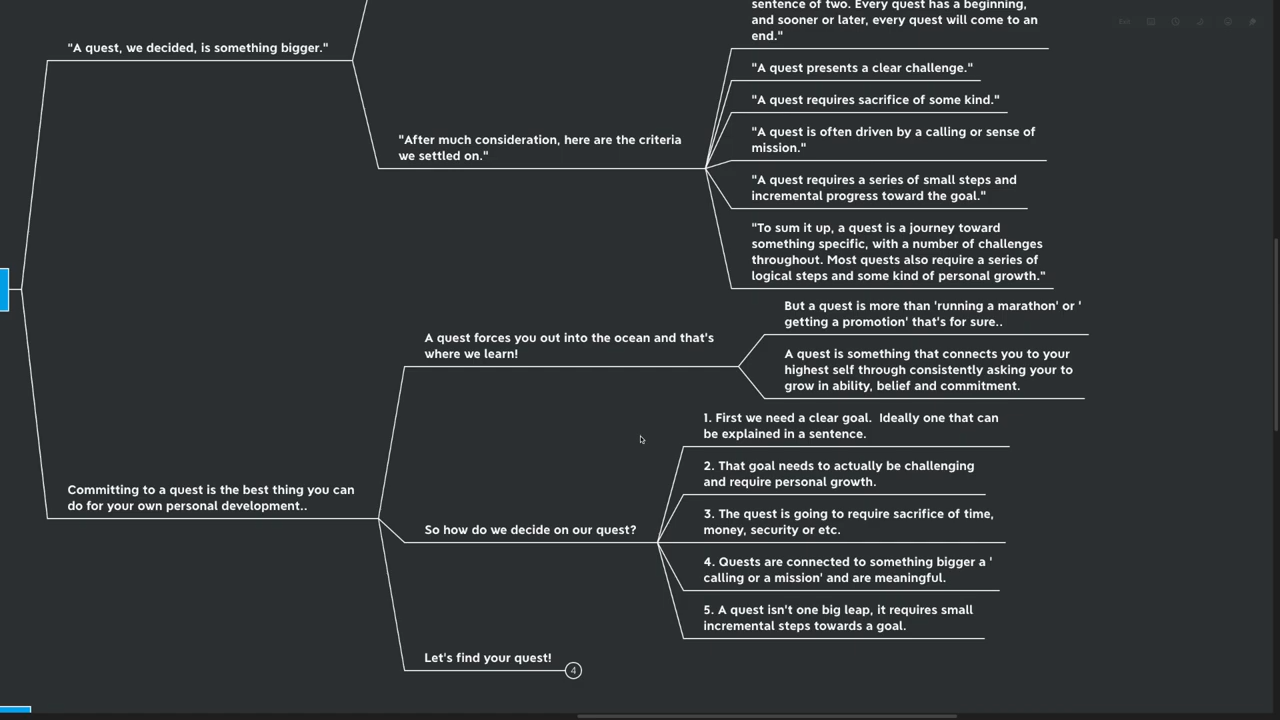 "A quest, we decided, is something bigger."
"After much consideration, here are the criteria
we settled on."
sentence of two. Every quest has a beginning,
and sooner or later, every quest will come to an
end."
"A quest presents a clear challenge."
"A quest requires sacrifice of some kind."
"A quest is often driven by a calling or sense of
mission."
"A quest requires a series of small steps and
incremental progress toward the goal."
"To sum it up, a quest is a journey toward
something specific, with a number of challenges
throughout. Most quests also require a series of
logical steps and some kind of personal growth."
Committing to a quest is the best thing you can
do for your own personal development..
A quest forces you out into the ocean and that's
where we learn!
But a quest is more than 'running a marathon' or '
getting a promotion' that's for sure..
A quest is something that connects you to your
highest self through consistently asking your to
grow in ability, belief and commitment.
So how do we decide on our quest?
1. First we need a clear goal.  Ideally one that can
be explained in a sentence.
2. That goal needs to actually be challenging
and require personal growth.
3. The quest is going to require sacrifice of time,
money, security or etc.
4. Quests are connected to something bigger a '
calling or a mission' and are meaningful.
5. A quest isn't one big leap, it requires small
incremental steps towards a goal.
Let's find your quest!
4